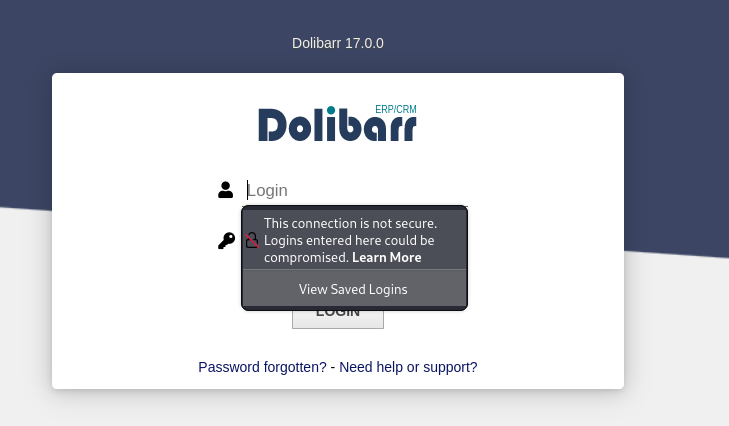 Dolibarr 17.0.0
ERP/CRM
Dolibarr
Login
This connection is not secure.
Logins entered here could be
compromised. Learn More
View Saved Logins
LOGIN
Password forgotten? - Need help or support?